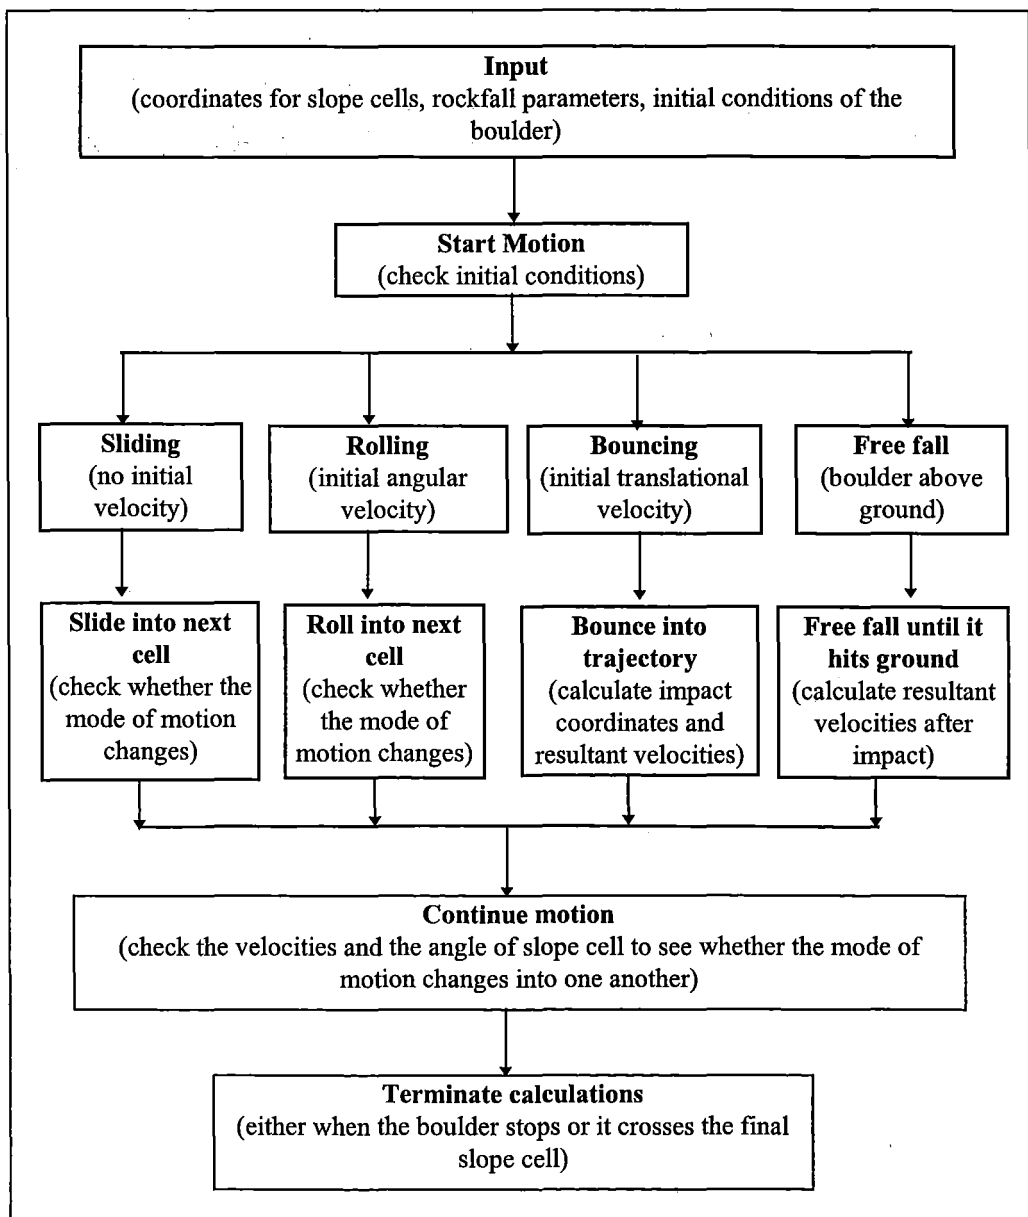 Input
(coordinates for slope cells, rockfall parameters, initial conditions of the
boulder)
Start Motion
(check initial conditions)
Sliding
(no initial
velocity)
Rolling
(initial angular
velocity)
Bouncing
(initial translational
velocity)
Free fall
(boulder above
ground)
Slide into next
cell
(check whether the
mode of motion
changes)
Roll into next
cell
(check whether
the mode of
motion changes)
Bounce into
trajectory
(calculate impact
coordinates and
resultant velocities)
Free fall until it
hits ground
(calculate resultant
velocities after
impact)
Continue motion
(check the velocities and the angle of slope cell to see whether the mode of
motion changes into one another)
Terminate calculations
(either when the boulder stops or it crosses the final
slope cell)